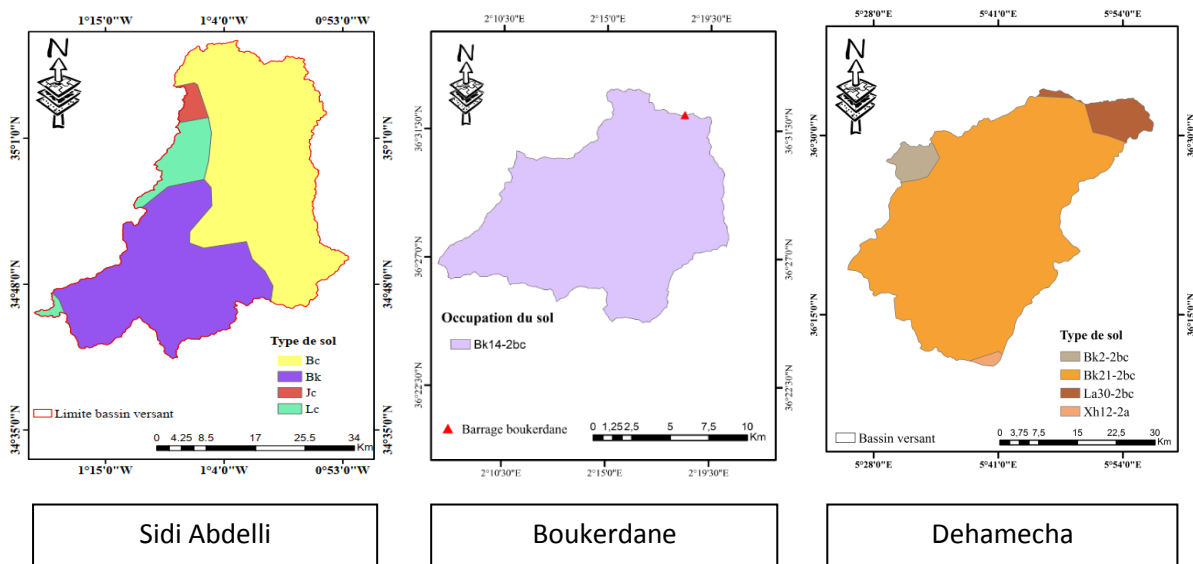 1°15'0"W
1°4'0"W
0°53'0"W
N
35°1'0"N
34°48'0"N
34°35'0"N
Type de sol
Bc
Bk
Jc
Lc
Limite bassin versant
0 4.25 8.5 17 25.5 34
Km
35°1'0"N
34°48'0"N
34°35'0"N
1°15'0"W
1°4'0"W
0°53'0"W
Sidi Abdelli
2°10'30"E
2°15'0"E
2°19'30"E
N
36°31'30"N
36°27'0"N
36°22'30"N
Occupation du sol
Bk14-2bc
Barrage boukerdane
0 1,25 2,5 5 7,5 10
Km
36°31'30"N
36°27'0"N
36°22'30"N
2°10'30"E
2°15'0"E
2°19'30"E
Boukerdane
5°28'0"E
5°41'0"E
5°54'0"E
N
36°30'0"N
36°15'0"N
Type de sol
Bk2-2bc
Bk21-2bc
La30-2bc
Xh12-2a
Bassin versant
0 3,75 7,5 15 22,5 30
Km
36°30'0"N
36°15'0"N
5°28'0"E
5°41'0"E
5°54'0"E
Dehamecha